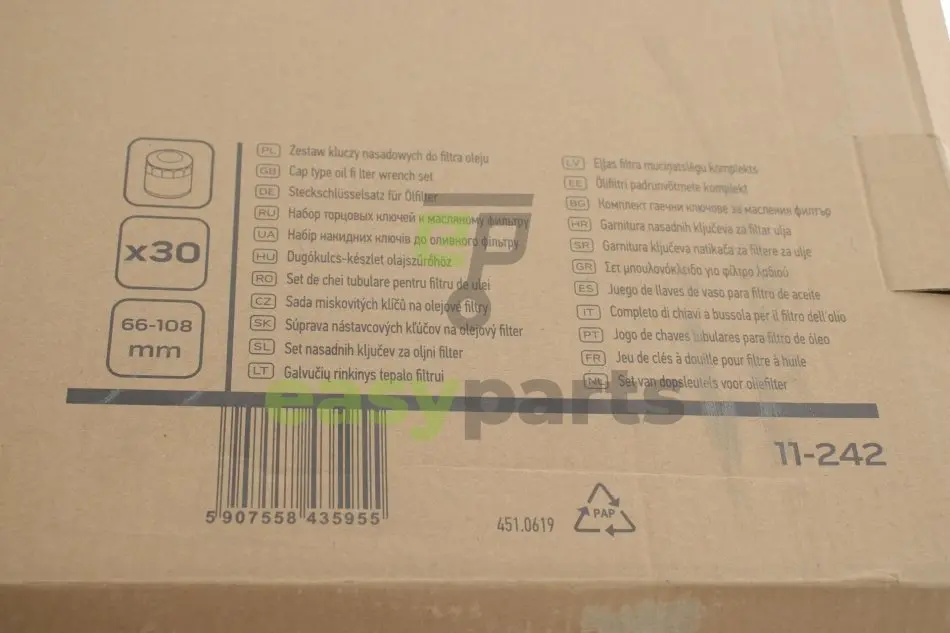 x30
66-108
mm
PL Zestaw kluczy nasadowych do filtra oleju
GB Cap type oil fi lter wrench set
DE Steckschlüsselsatz für Ölfilter
RU Набор торцовых ключей к масляному фильтру
UA Набір накидних ключів до оливного фільтру
HU Dugókulcs-készlet olajszűrőhöz
RO Set de chei tubulare pentru filtru de ulei
CZ Sada miskovitých klíčů na olejové filtry
SK Súprava nástavcových kľúčov na olejový filter
SL Set nasadnih ključev za oljni filter
LT Galvučių rinkinys tepalo filtrui
LV Eļļas filtra muciņatslēgu komplekts
EE Õlifiltri padrunvõtmete komplekt
BG Комплект гаечни ключове за масления филтър
HR Garnitura nasadnih ključeva za filtar ulja
SR Garnitura ključeva natikača za filtere za ulje
GR Σετ μπουλονόκλειδο για φίλτρο λαδιού
ES Juego de llaves de vaso para filtro de aceite
IT Completo di chiavi a bussola per il filtro dell'olio
PT Jogo de chaves tubulares para filtro de óleo
FR Jeu de clés à douille pour filtre à huile
NL Set van dopsleutels voor oliefilter
easyparts
11-242
5 907558 435955
451.0619
PAP